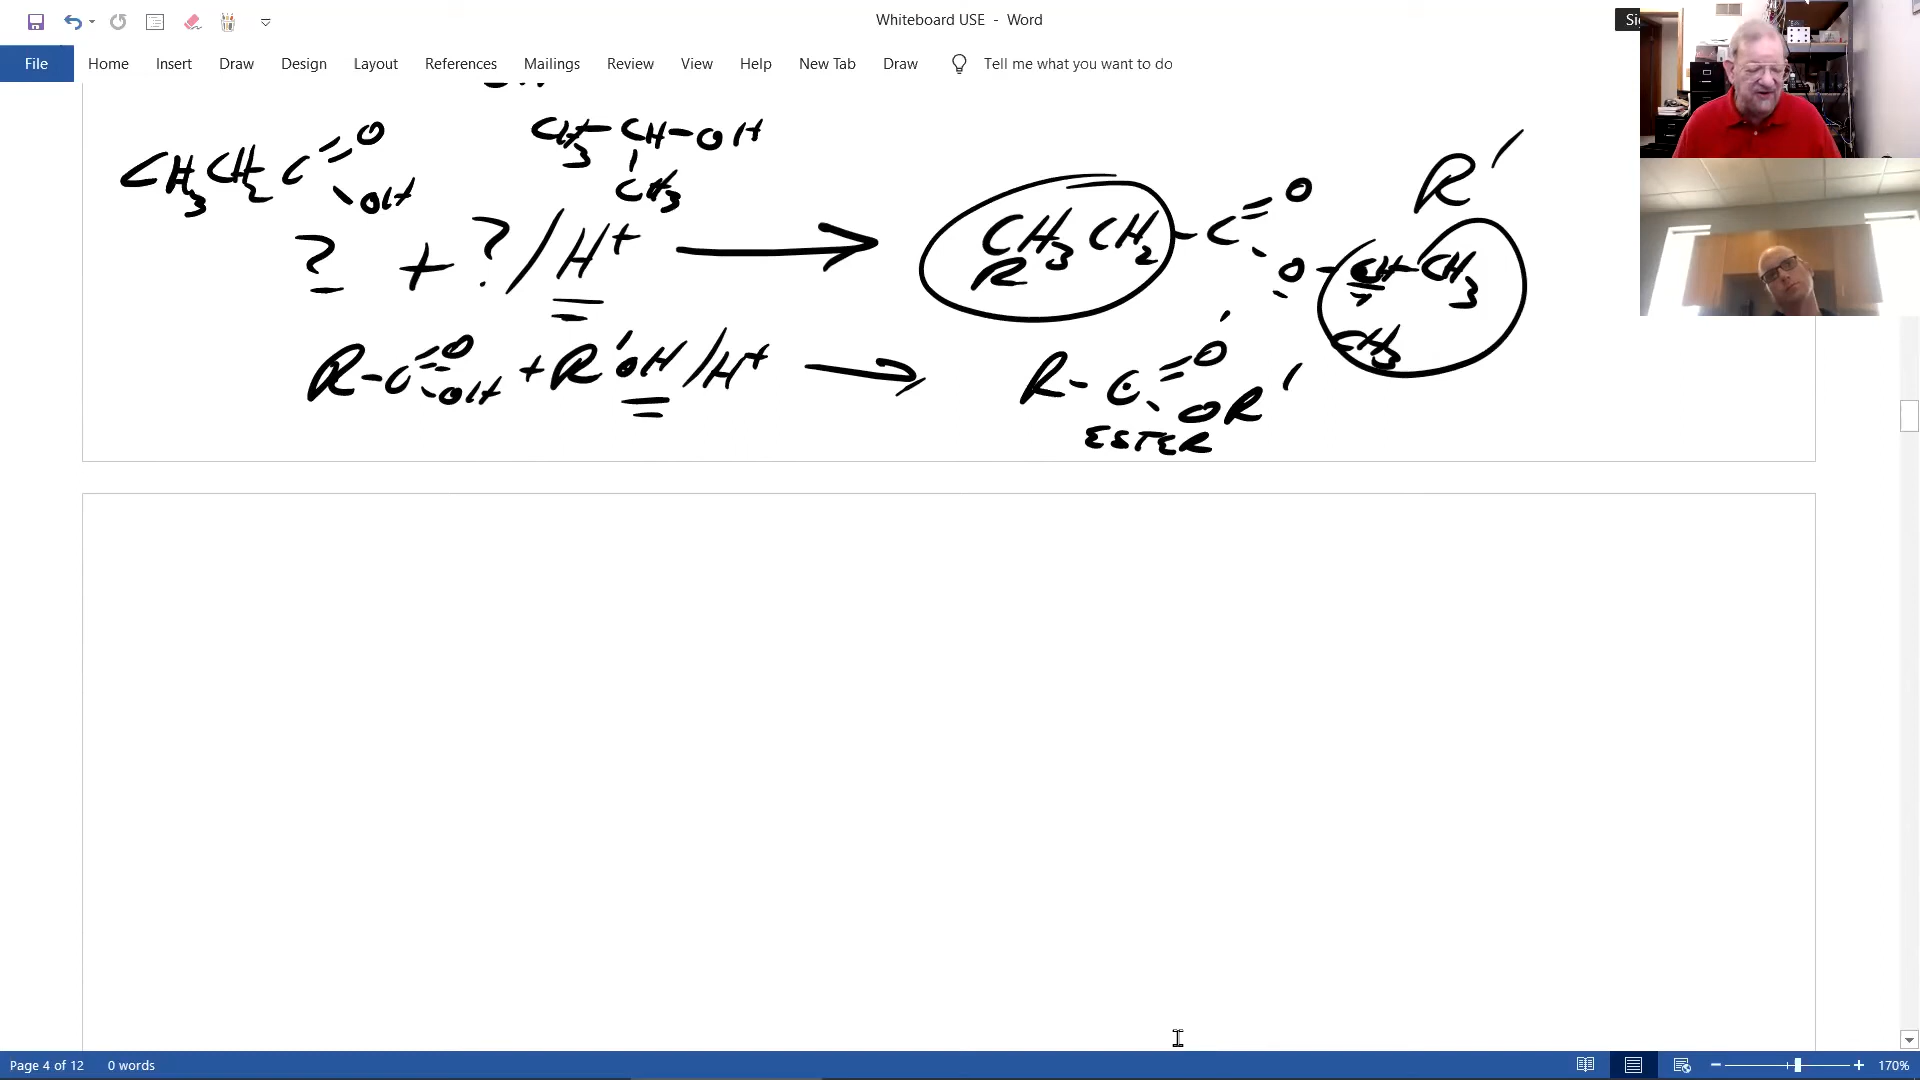 Whiteboard USE - Word
Si
File Home Insert Draw Design Layout References Mailings Review View Help New Tab Draw Tell me what you want to do
CH3-CH-OH
CH3
CH3CH2C=O
OH
R'
? + ?/H+ → CH3CH2-C=O
R
O-CH-CH3
CH3
R-C=O
OH + R'OH/H+ → R-C=O
OR'
ESTER
Page 4 of 12 0 words 170%